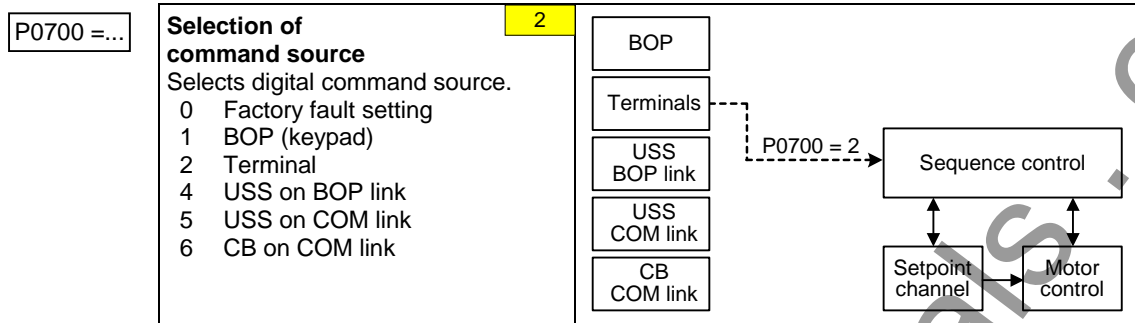 P0700 =...
Selection of
command source
2
Selects digital command source.
0 Factory fault setting
1 BOP (keypad)
2 Terminal
4 USS on BOP link
5 USS on COM link
6 CB on COM link
BOP
Terminals
USS
BOP link
USS
COM link
CB
COM link
P0700 = 2
Sequence control
Setpoint
channel
Motor
control